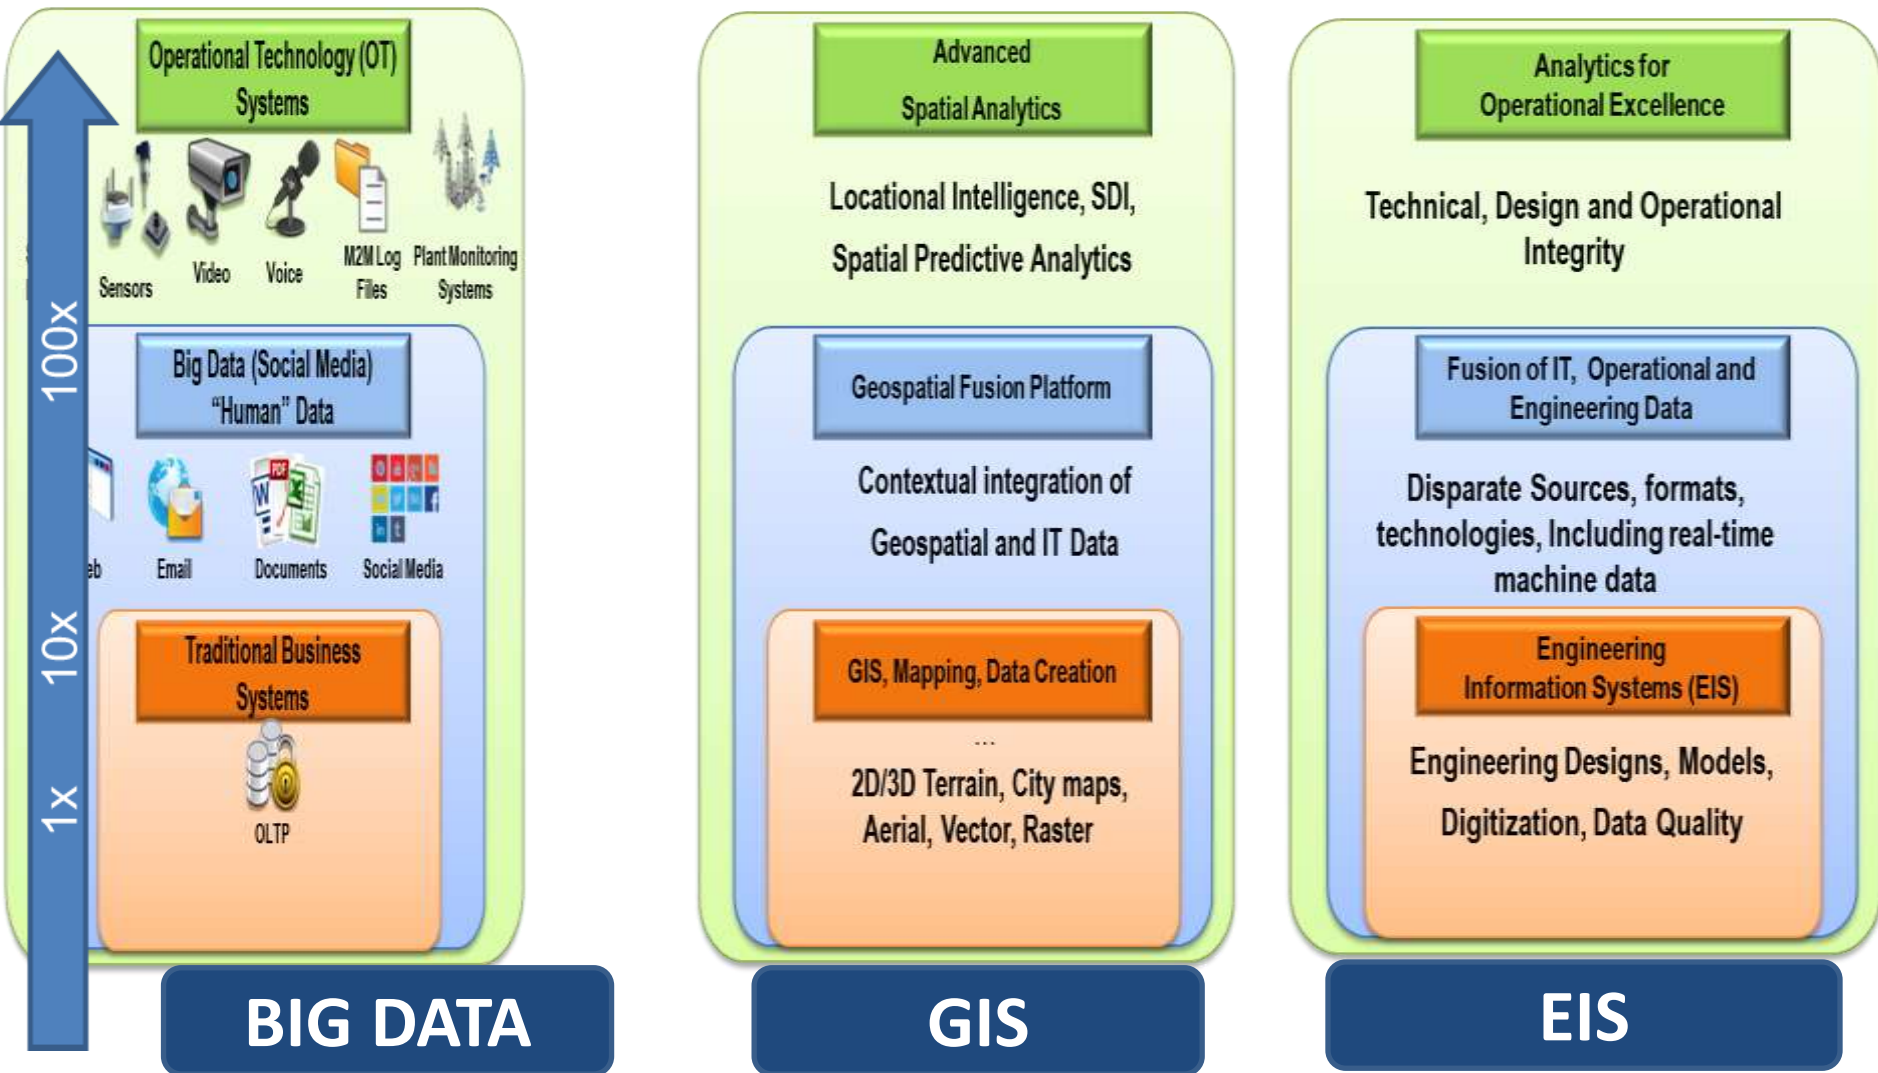 Operational Technology (OT)
Systems
Sensors
Video
Voice
M2M Log
Files
Plant Monitoring
Systems
100x
Big Data (Social Media)
“Human” Data
PDF
W
Email
Documents
Social Media
10x
Traditional Business
Systems
OLTP
1x
BIG DATA
Advanced
Spatial Analytics
Locational Intelligence, SDI,
Spatial Predictive Analytics
Geospatial Fusion Platform
Contextual integration of
Geospatial and IT Data
GIS, Mapping, Data Creation
...
2D/3D Terrain, City maps,
Aerial, Vector, Raster
GIS
Analytics for
Operational Excellence
Technical, Design and Operational
Integrity
Fusion of IT, Operational and
Engineering Data
Disparate Sources, formats,
technologies, Including real-time
machine data
Engineering
Information Systems (EIS)
Engineering Designs, Models,
Digitization, Data Quality
EIS